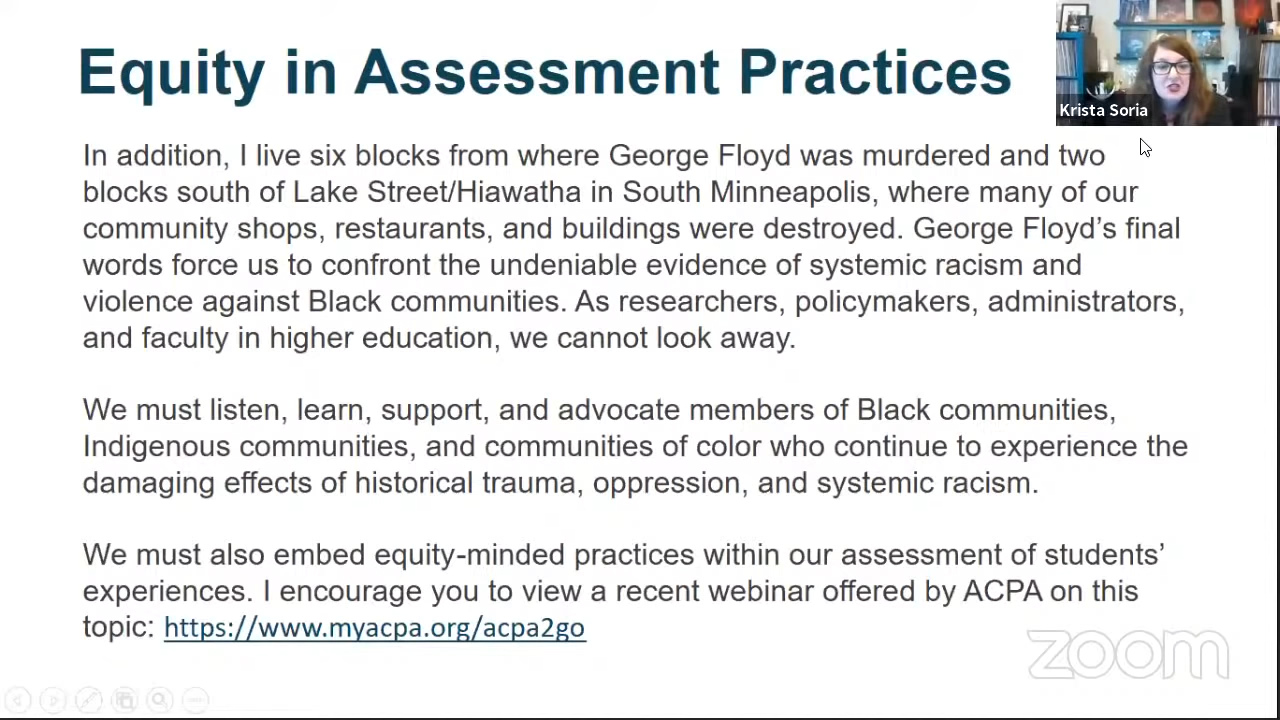 Equity in Assessment Practices
Krista Soria
In addition, I live six blocks from where George Floyd was murdered and two
blocks south of Lake Street/Hiawatha in South Minneapolis, where many of our
community shops, restaurants, and buildings were destroyed. George Floyd’s final
words force us to confront the undeniable evidence of systemic racism and
violence against Black communities. As researchers, policymakers, administrators,
and faculty in higher education, we cannot look away.
We must listen, learn, support, and advocate members of Black communities,
Indigenous communities, and communities of color who continue to experience the
damaging effects of historical trauma, oppression, and systemic racism.
We must also embed equity-minded practices within our assessment of students’
experiences. I encourage you to view a recent webinar offered by ACPA on this
topic: https://www.myacpa.org/acpa2go
zoom